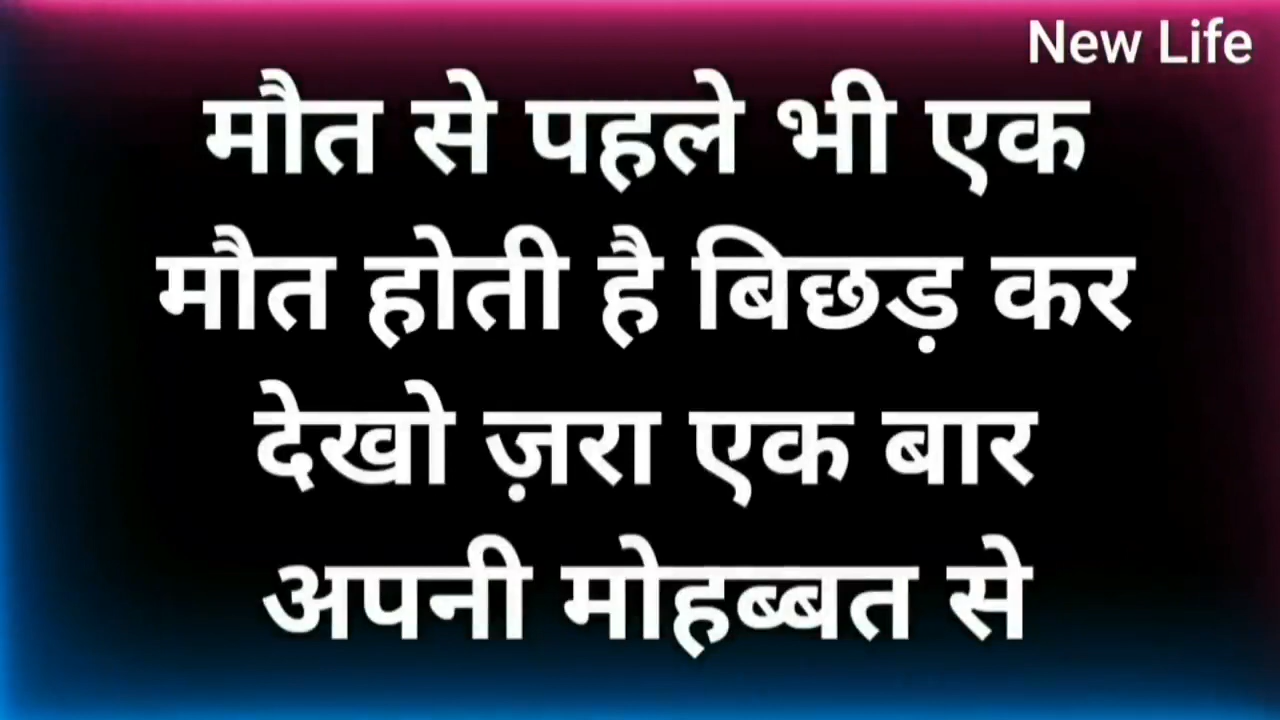 New Life
मौत से पहले भी एक
मौत होती है बिछड़ कर
देखो ज़रा एक बार
अपनी मोहब्बत से